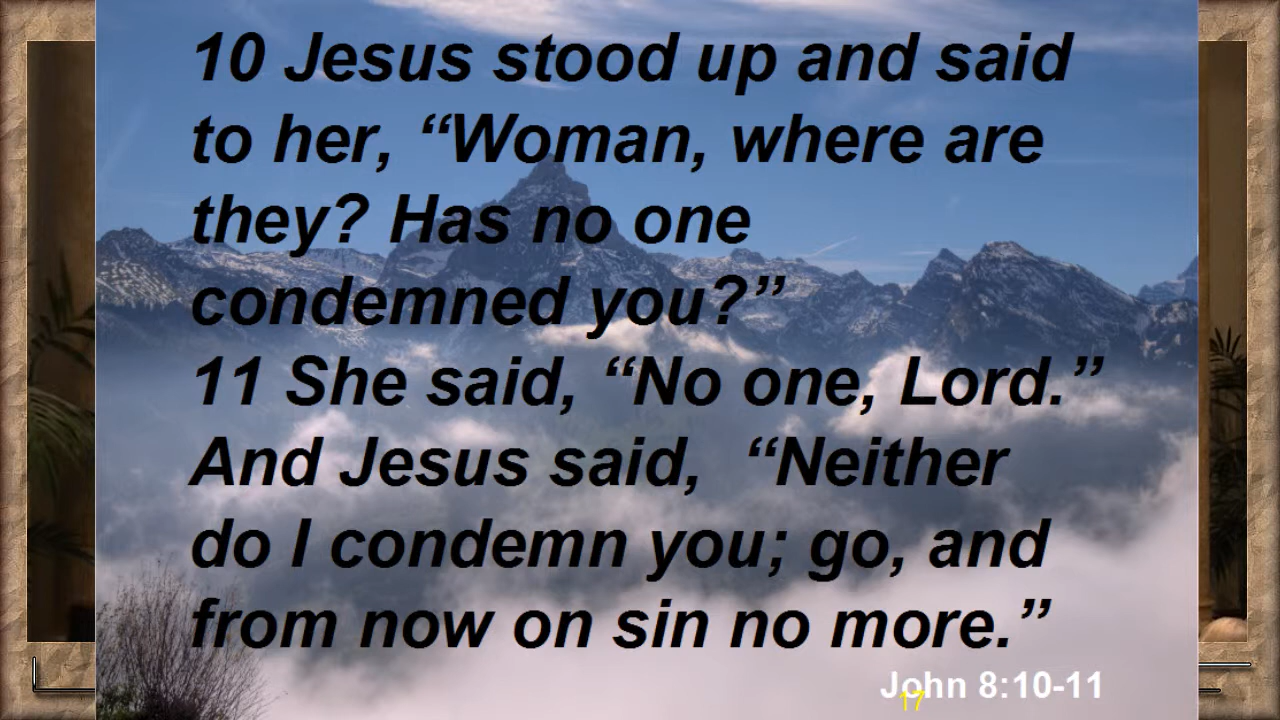 10 Jesus stood up and said
to her, “Woman, where are
they? Has no one
condemned you?”
11 She said, “No one, Lord.”
And Jesus said,  “Neither
do I condemn you; go, and
from now on sin no more.”
John 8:10-11
17